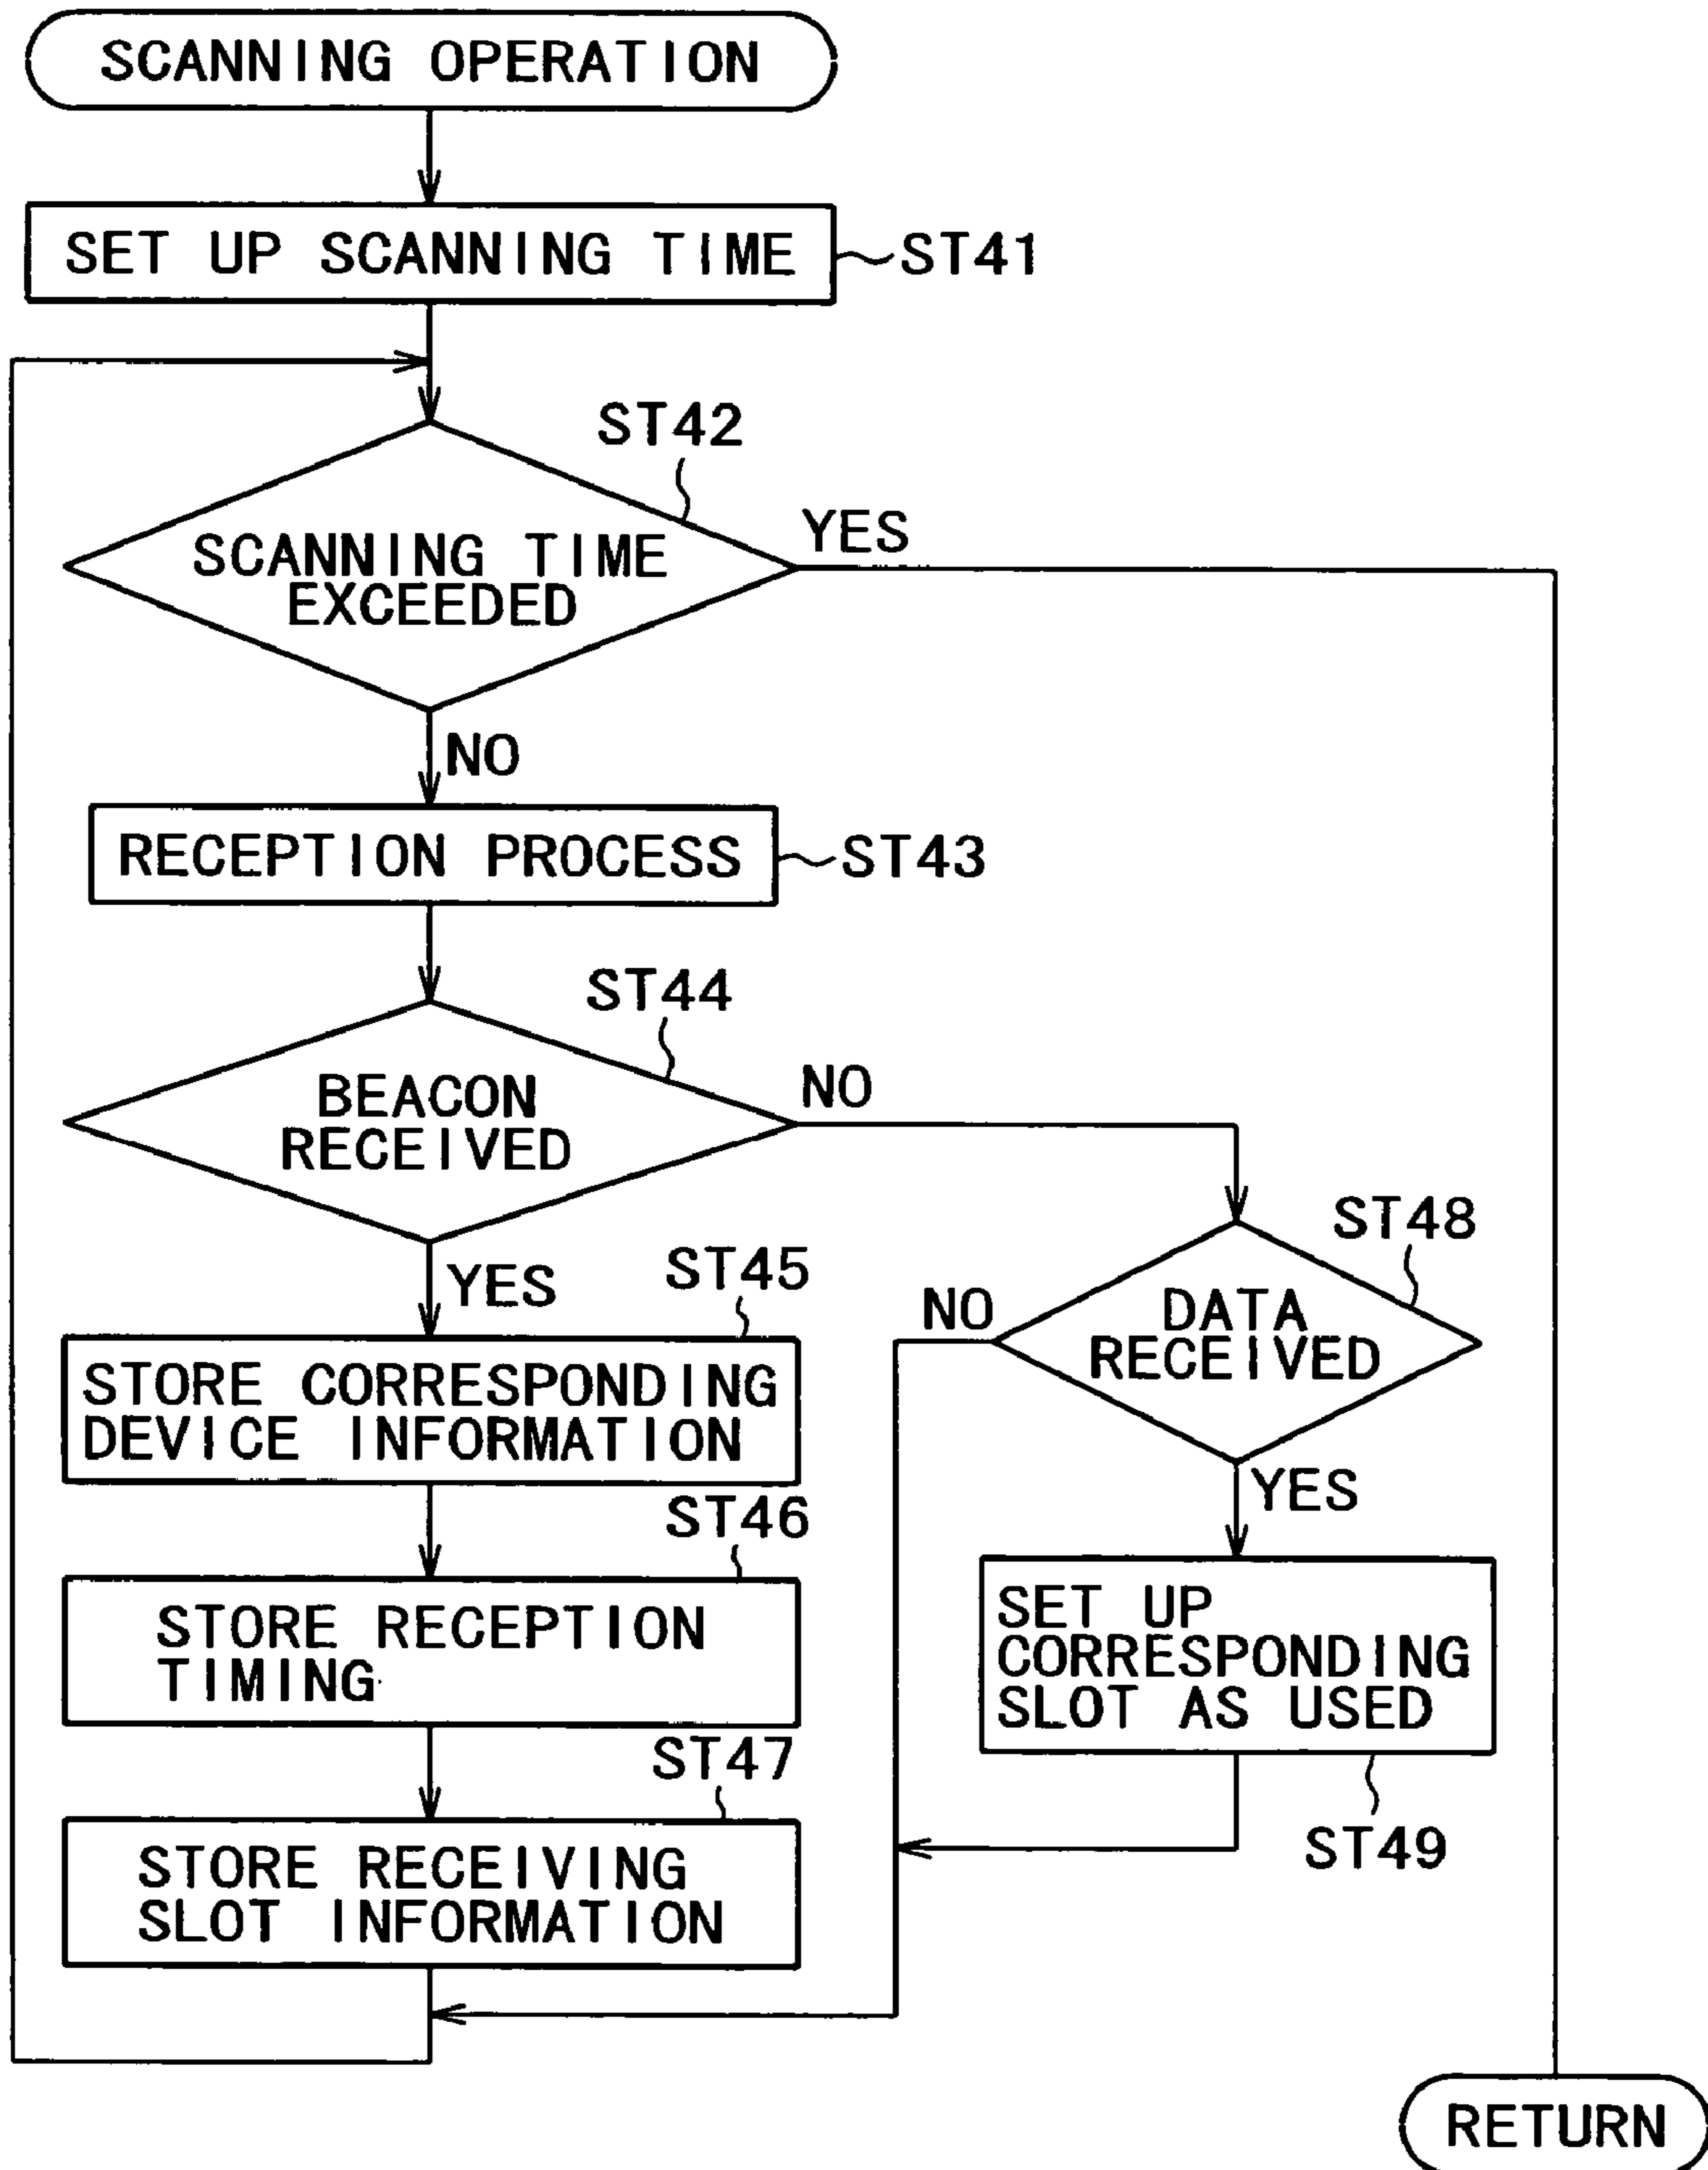 SCANNING OPERATION
SET UP SCANNING TIME
ST41
ST42
SCANNING TIME
EXCEEDED
YES
NO
RECEPTION PROCESS
ST43
ST44
BEACON
RECEIVED
NO
YES
ST45
STORE CORRESPONDING
DEVICE INFORMATION
ST46
STORE RECEPTION
TIMING
ST47
STORE RECEIVING
SLOT INFORMATION
ST48
NO
DATA
RECEIVED
YES
SET UP
CORRESPONDING
SLOT AS USED
ST49
RETURN